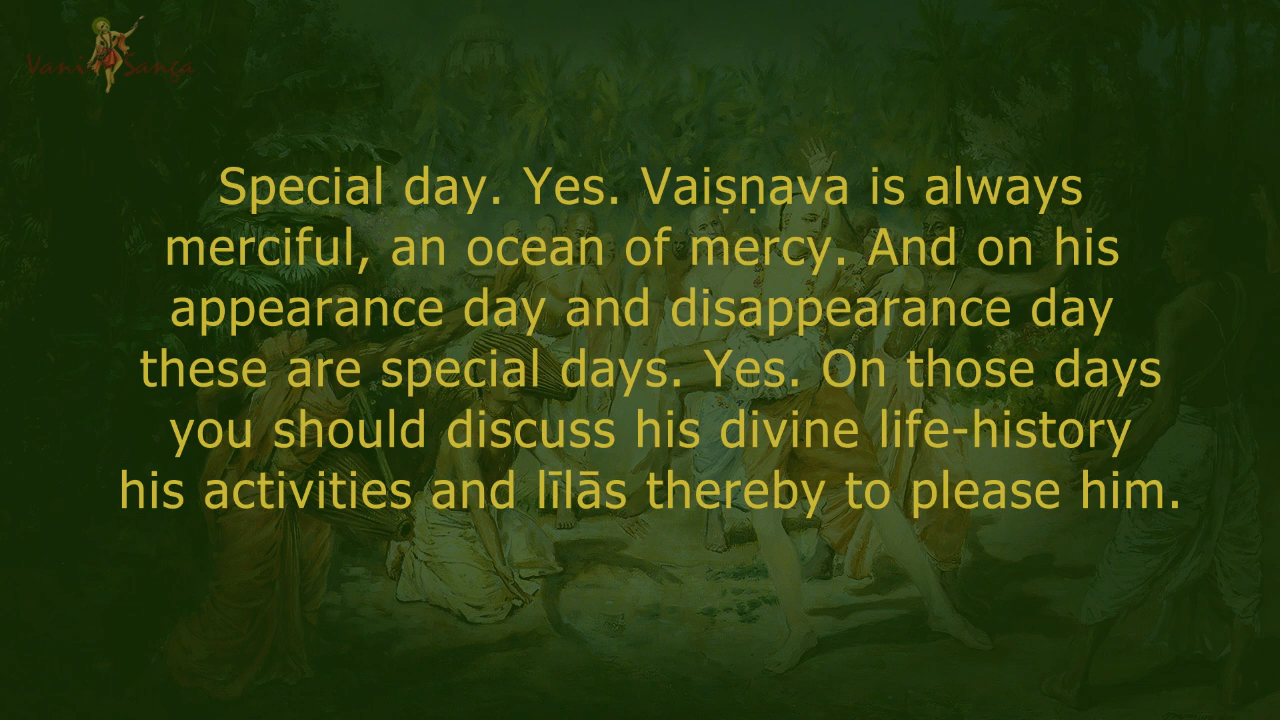 Vani Sanga
Special day. Yes. Vaiṣṇava is always
merciful, an ocean of mercy. And on his
appearance day and disappearance day
these are special days. Yes. On those days
you should discuss his divine life-history
his activities and līlās thereby to please him.